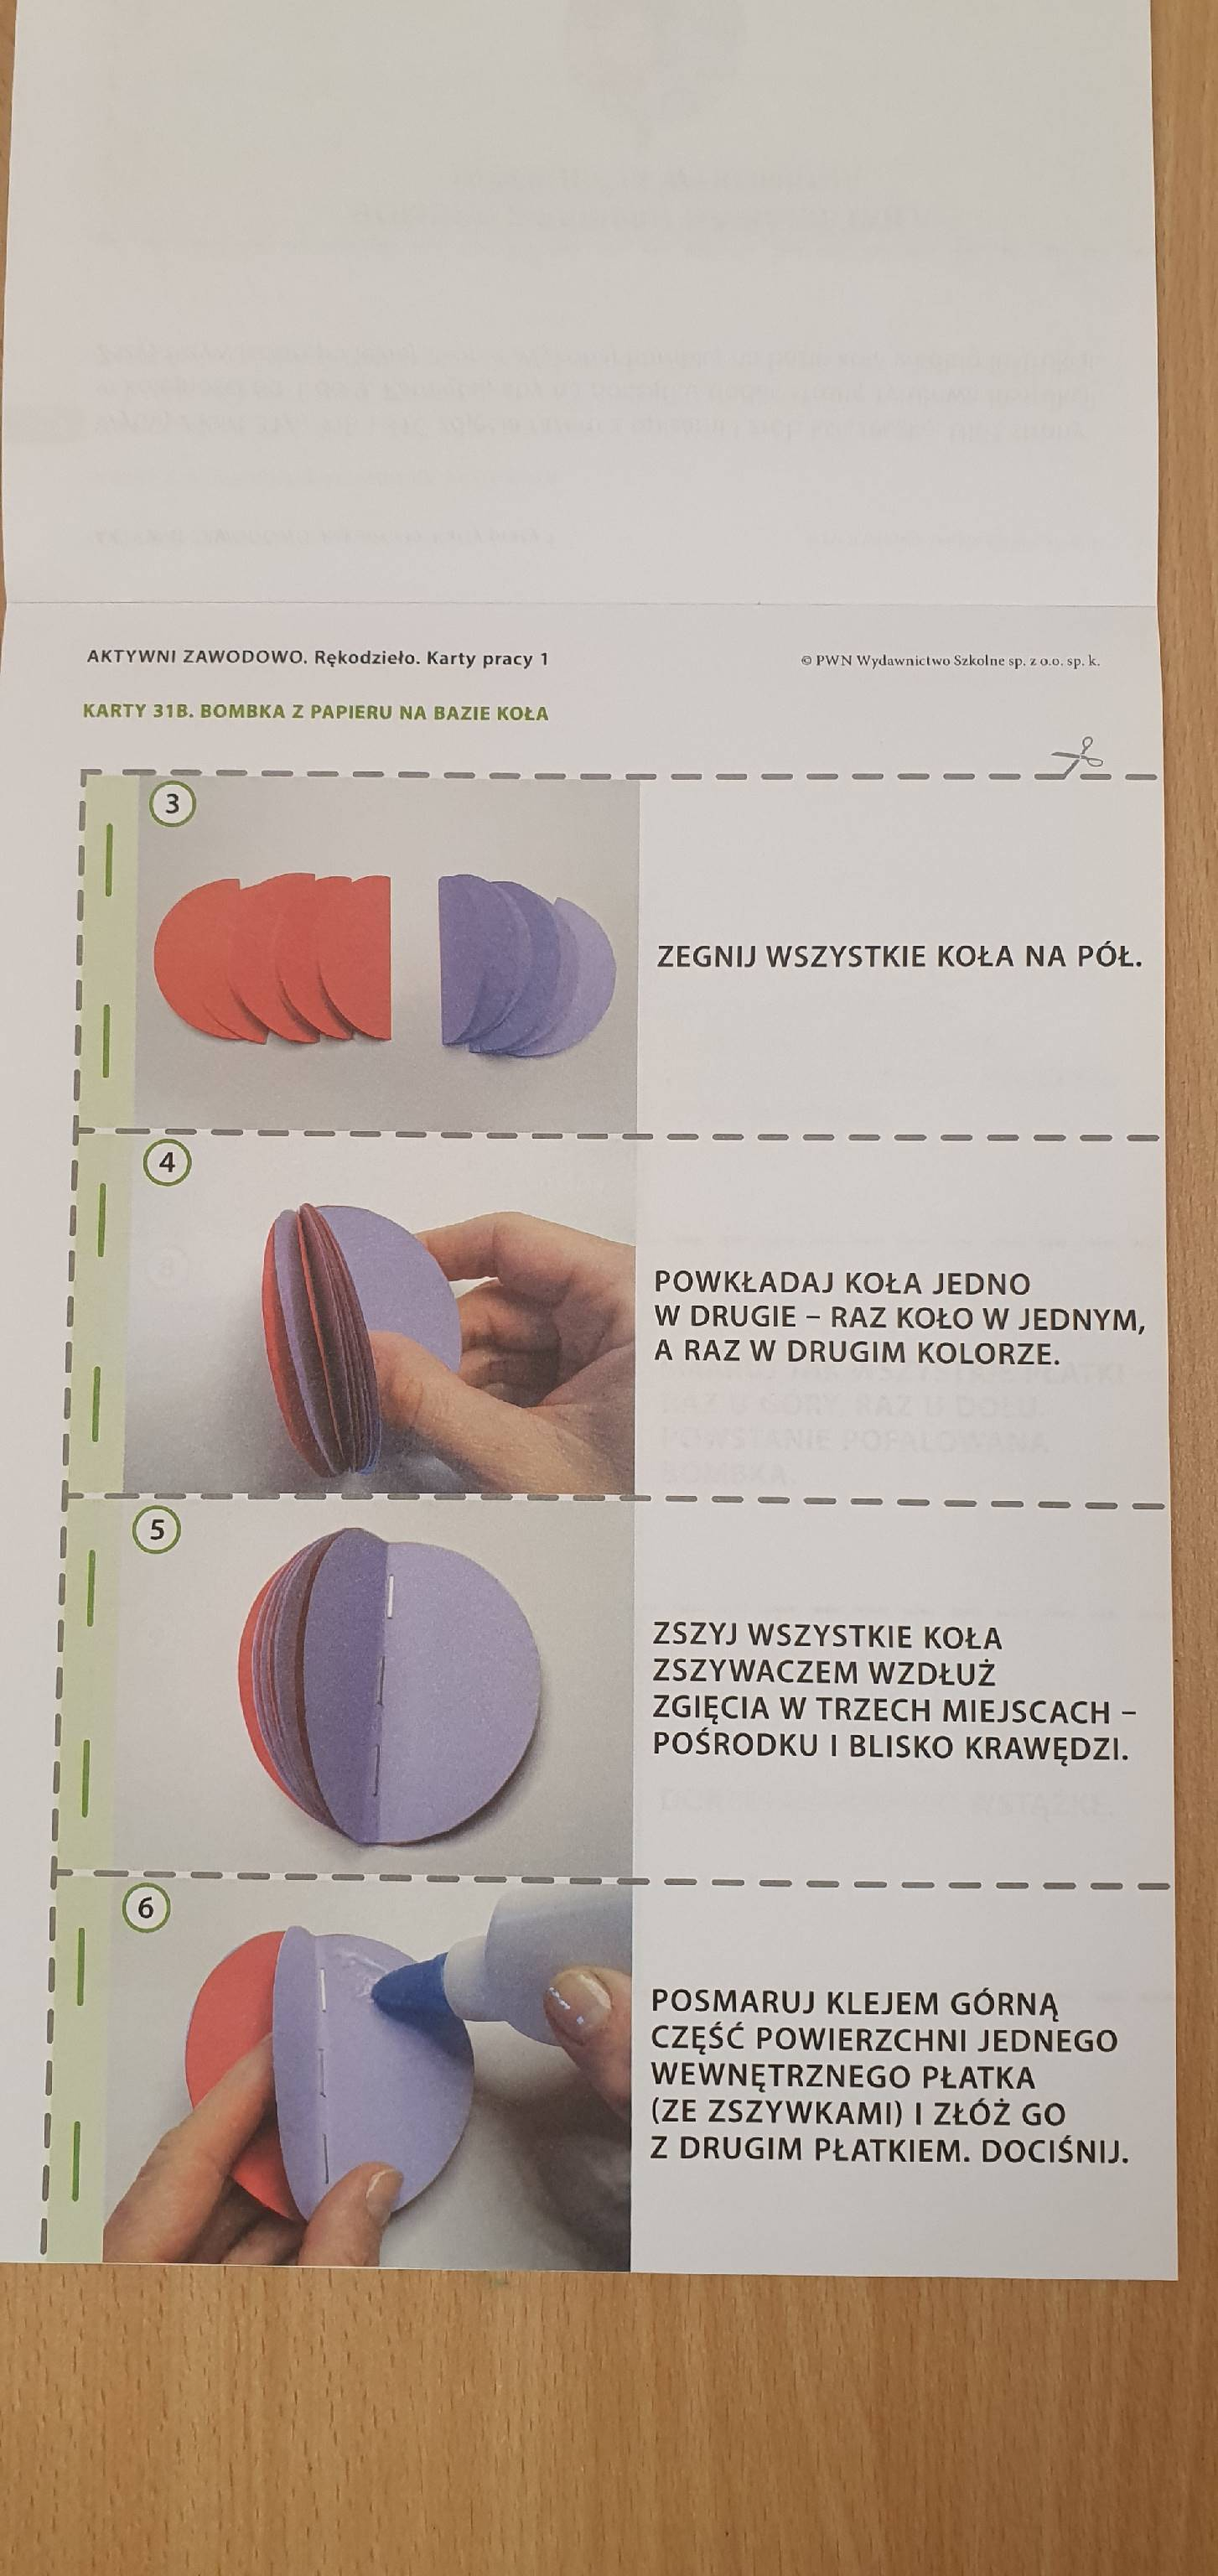 AKTYWNI ZAWODOWO. Rękodzieło. Karty pracy 1
© PWN Wydawnictwo Szkolne sp. z o.o. sp. k.
KARTY 31B. BOMBKA Z PAPIERU NA BAZIE KOŁA
3
ZEGNIJ WSZYSTKIE KOŁA NA PÓŁ.
4
POWKŁADAJ KOŁA JEDNO
W DRUGIE – RAZ KOŁO W JEDNYM,
A RAZ W DRUGIM KOLORZE.
5
ZSZYJ WSZYSTKIE KOŁA
ZSZYWACZEM WZDŁUŻ
ZGIĘCIA W TRZECH MIEJSCACH –
POŚRODKU I BLISKO KRAWĘDZI.
6
POSMARUJ KLEJEM GÓRNĄ
CZĘŚĆ POWIERZCHNI JEDNEGO
WEWNĘTRZNEGO PŁATKA
(ZE ZSZYWKAMI) I ZŁÓŻ GO
Z DRUGIM PŁATKIEM. DOCIŚNIJ.